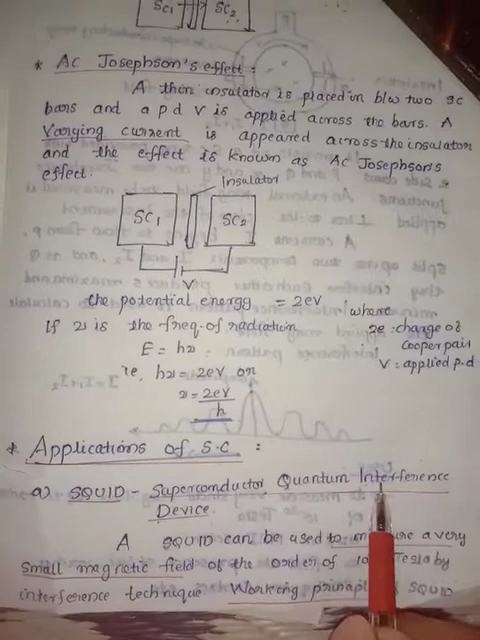 SC1 SC2
* Ac Josephson's effect :
A thin insulator is placed in b/w two sc
bars and a p d V is applied across the bars. A
Varying current is appeared across the insulator
and the effect is known as Ac Josephson's
effect.
Insulator
SC1 SC2
V
the potential energy = 2eV where
If ν is the freq. of radiation 2e : charge of
E = hν Cooper pair
ie, hν = 2eV or V : applied p.d
ν = 2eV
h
* Applications of S.C :
a) SQUID - Superconductor Quantum Interference
Device.
A SQUID can be used to a very
Small magnetic field of the order of Tesla by
interference technique. Working SQUID